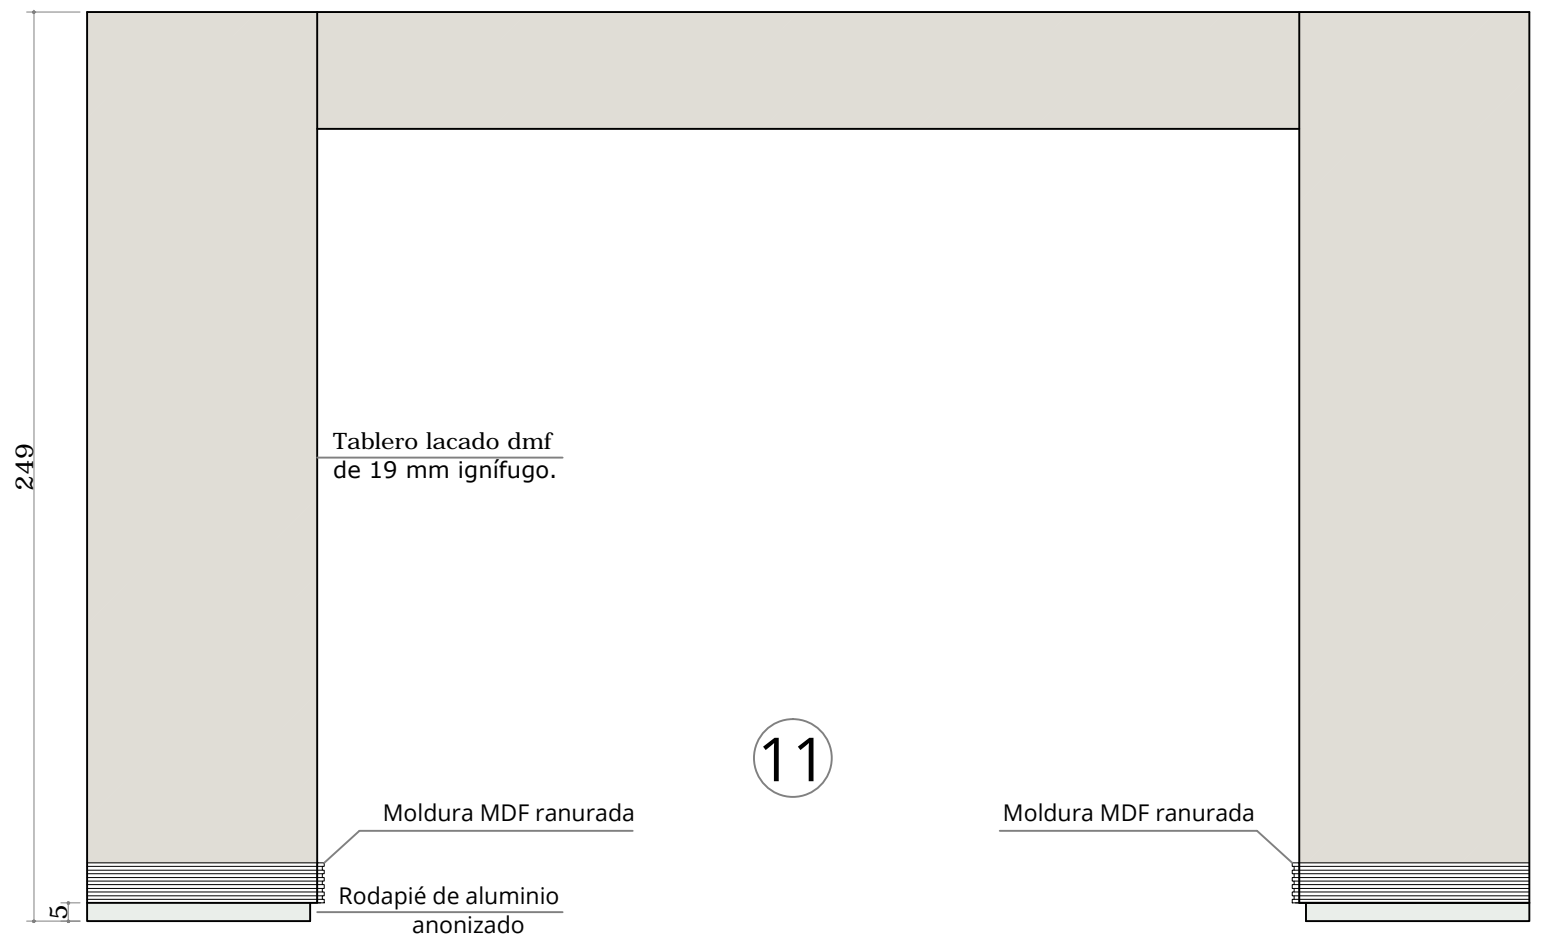 249
Tablero lacado dmf
de 19 mm ignífugo.
11
Moldura MDF ranurada
Moldura MDF ranurada
Rodapié de aluminio
anonizado
5